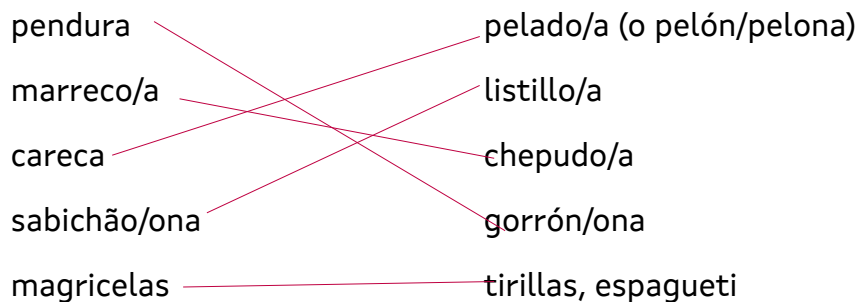 pendura pelado/a (o pelón/pelona)
marreco/a listillo/a
careca chepudo/a
sabichão/ona gorrón/ona
magricelas tirillas, espagueti